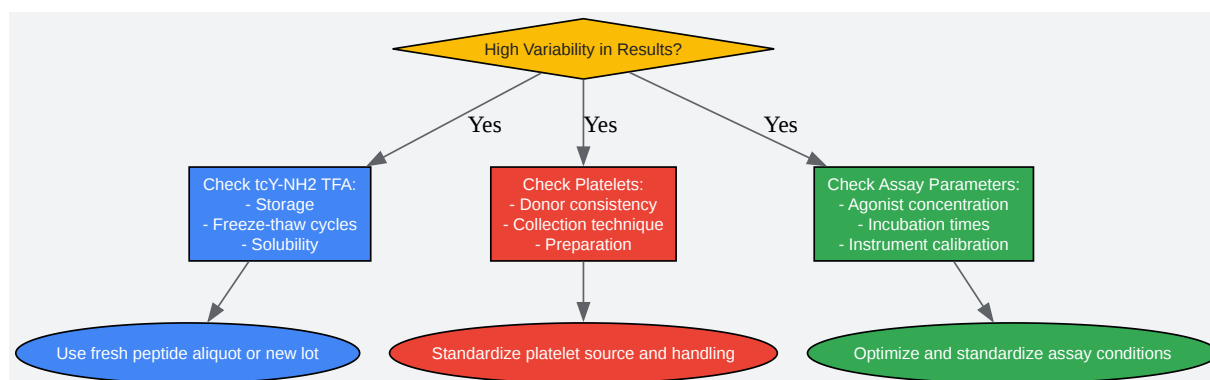 High Variability in Results?
Yes
Yes
Yes
Check tcY-NH2 TFA:
- Storage
- Freeze-thaw cycles
- Solubility
Check Platelets:
- Donor consistency
- Collection technique
- Preparation
Check Assay Parameters:
- Agonist concentration
- Incubation times
- Instrument calibration
Use fresh peptide aliquot or new lot
Standardize platelet source and handling
Optimize and standardize assay conditions